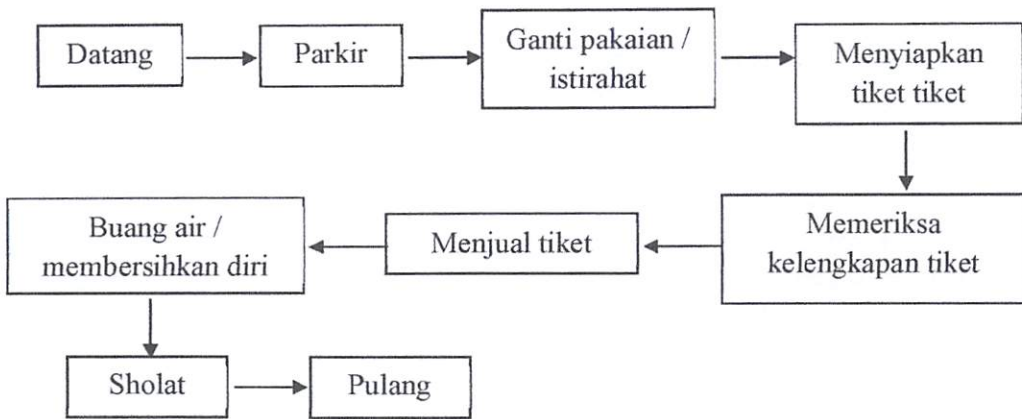 Datang
Parkir
Ganti pakaian /
istirahat
Menyiapkan
tiket tiket
Memeriksa
kelengkapan tiket
Menjual tiket
Buang air /
membersihkan diri
Sholat
Pulang